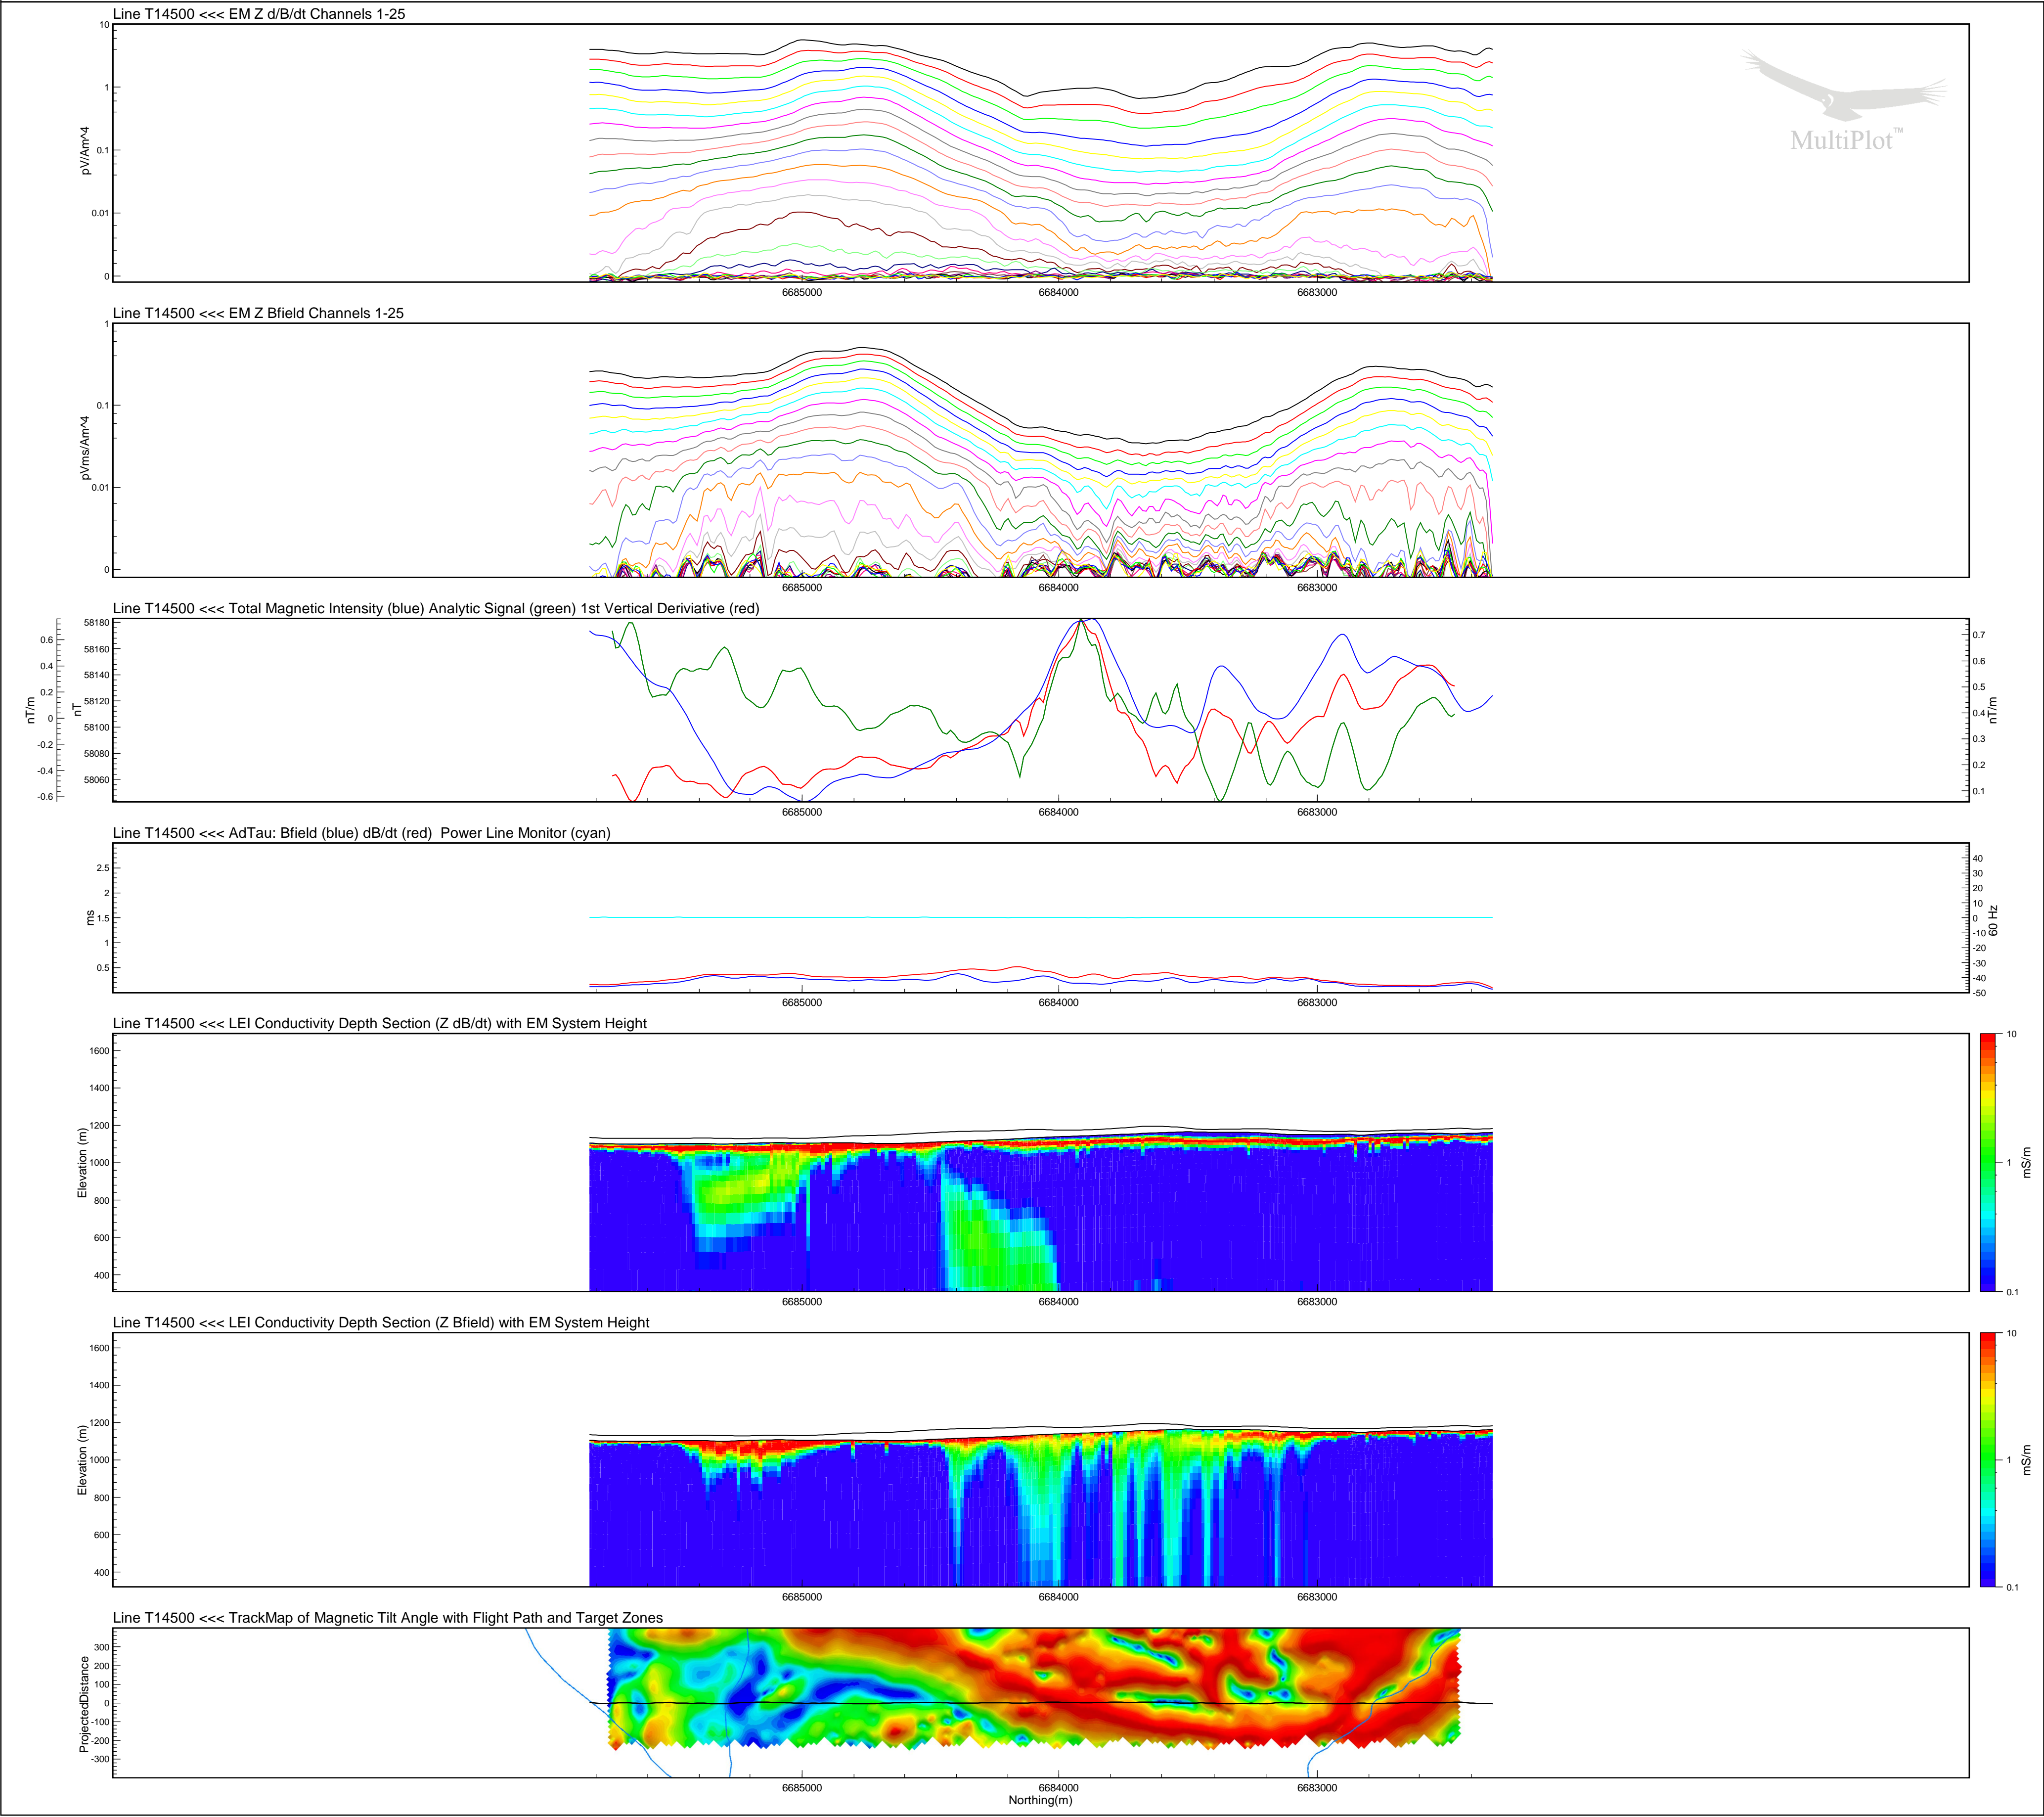 Line T14500 <<< EM Z d/B/dt Channels 1-25
10
1
0.1
0.01
0
pV/Am^4
MultiPlot™
6685000 6684000 6683000
Line T14500 <<< EM Z Bfield Channels 1-25
1
0.1
0.01
0
pVms/Am^4
6685000 6684000 6683000
Line T14500 <<< Total Magnetic Intensity (blue) Analytic Signal (green) 1st Vertical Deriviative (red)
0.6
0.4
0.2
0
-0.2
-0.4
-0.6
nT/m
58180
58160
58140
58120
58100
58080
58060
nT
0.7
0.6
0.5
0.4
0.3
0.2
0.1
nT/m
6685000 6684000 6683000
Line T14500 <<< AdTau: Bfield (blue) dB/dt (red)  Power Line Monitor (cyan)
2.5
2
1.5
1
0.5
ms
40
30
20
10
0
-10
-20
-30
-40
-50
60 Hz
6685000 6684000 6683000
Line T14500 <<< LEI Conductivity Depth Section (Z dB/dt) with EM System Height
1600
1400
1200
1000
800
600
400
Elevation (m)
10
1
0.1
mS/m
6685000 6684000 6683000
Line T14500 <<< LEI Conductivity Depth Section (Z Bfield) with EM System Height
1600
1400
1200
1000
800
600
400
Elevation (m)
10
1
0.1
mS/m
6685000 6684000 6683000
Line T14500 <<< TrackMap of Magnetic Tilt Angle with Flight Path and Target Zones
300
200
100
0
-100
-200
-300
ProjectedDistance
6685000 6684000 6683000
Northing(m)